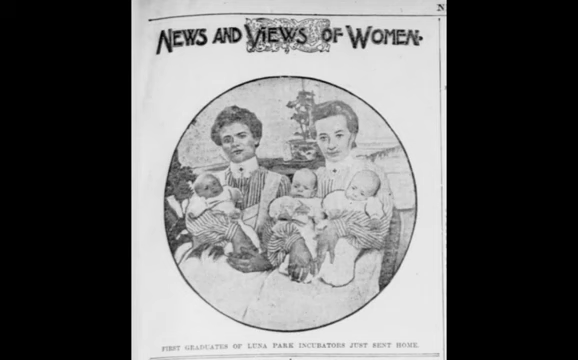 N
NEWS AND VIEWS OF WOMEN.
FIRST GRADUATES OF LUNA PARK INCUBATORS JUST SENT HOME.